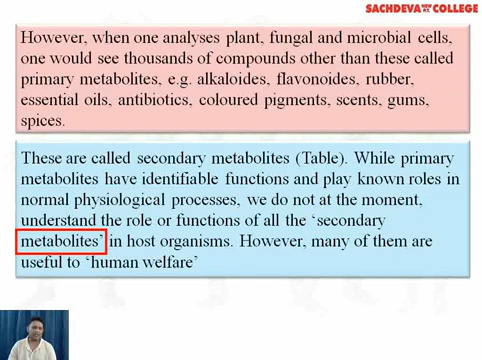 SACHDEVA NEW P.T. COLLEGE
However, when one analyses plant, fungal and microbial cells,
one would see thousands of compounds other than these called
primary metabolites, e.g. alkaloides, flavonoides, rubber,
essential oils, antibiotics, coloured pigments, scents, gums,
spices.
These are called secondary metabolites (Table). While primary
metabolites have identifiable functions and play known roles in
normal physiological processes, we do not at the moment,
understand the role or functions of all the ‘secondary
metabolites’ in host organisms. However, many of them are
useful to ‘human welfare’